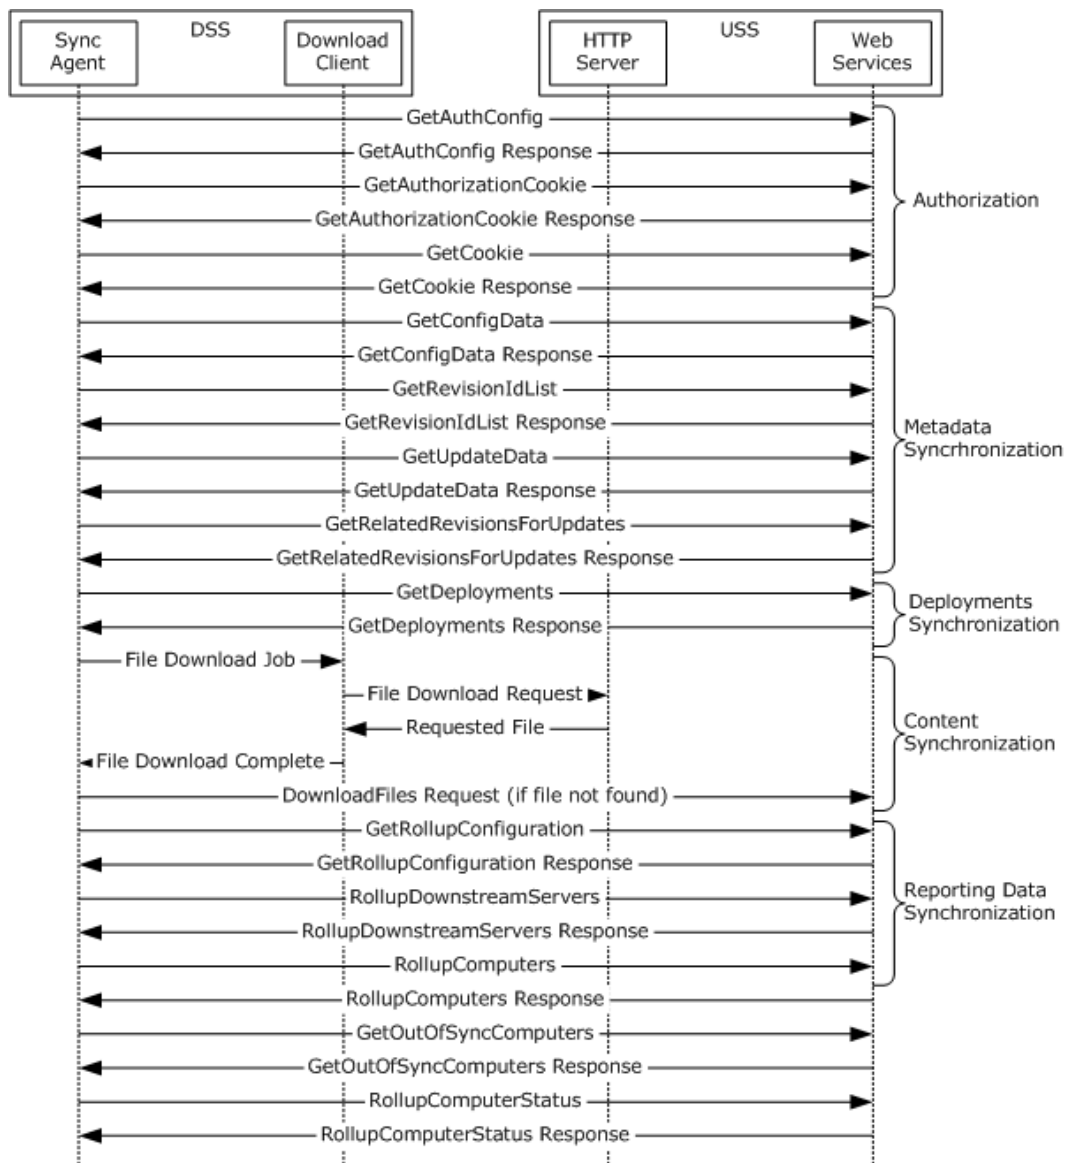 DSS
USS
Sync
Agent
Download
Client
HTTP
Server
Web
Services
GetAuthConfig
GetAuthConfig Response
GetAuthorizationCookie
Authorization
GetAuthorizationCookie Response
GetCookie
GetCookie Response
GetConfigData
GetConfigData Response
GetRevisionIdList
GetRevisionIdList Response
Metadada
Syncrhronization
GetUpdateData
GetUpdateData Response
GetRelatedRevisionsForUpdates
GetRelatedRevisionsForUpdates Response
GetDeployments
Deployments
Synchronization
GetDeployments Response
File Download Job
File Download Request
Requested File
Content
Synchronization
File Download Complete
DownloadFiles Request (if file not found)
GetRollupConfiguration
GetRollupConfiguration Response
RollupDownstreamServers
Reporting Data
Synchronization
RollupDownstreamServers Response
RollupComputers
RollupComputers Response
GetOutOfSyncComputers
GetOutOfSyncComputers Response
RollupComputerStatus
RollupComputerStatus Response